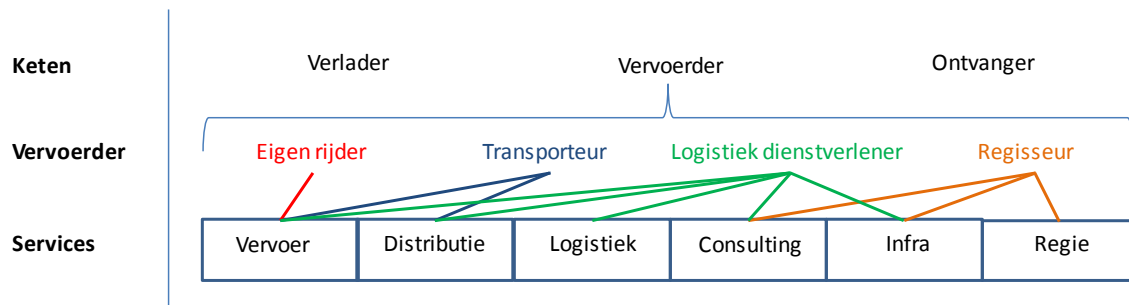 Keten Verlader Vervoerder Ontvanger
Vervoerder Eigen rijder Transporteur Logistiek dienstverlener Regisseur
Services Vervoer Distributie Logistiek Consulting Infra Regie